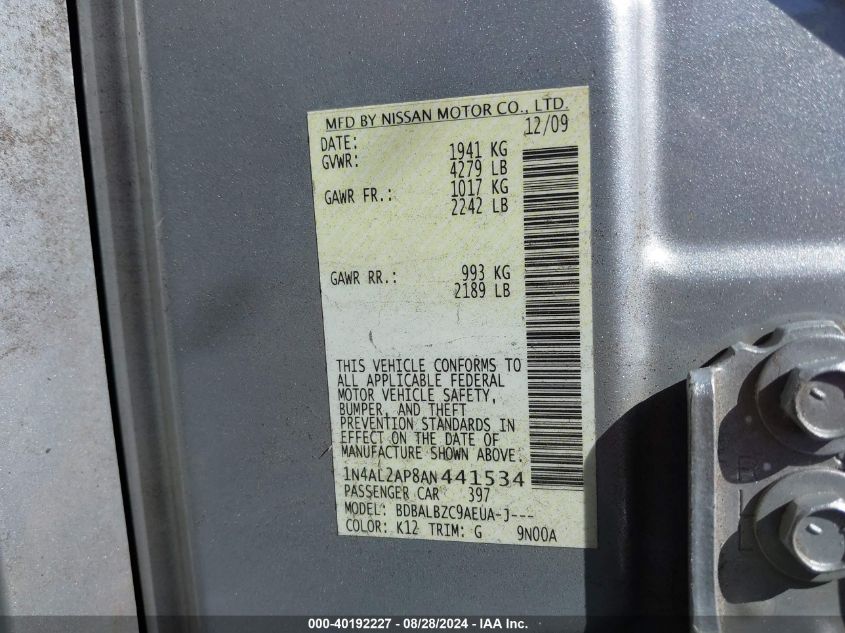 MFD BY NISSAN MOTOR CO., LTD.
DATE: 12/09
GVWR: 1941 KG
4279 LB
GAWR FR.: 1017 KG
2242 LB
GAWR RR.: 993 KG
2189 LB
THIS VEHICLE CONFORMS TO
ALL APPLICABLE FEDERAL
MOTOR VEHICLE SAFETY,
BUMPER, AND THEFT
PREVENTION STANDARDS IN
EFFECT ON THE DATE OF
MANUFACTURE SHOWN ABOVE:
1N4AL2AP8AN441534
PASSENGER CAR 397
MODEL: BDBALBZC9AEUA-J---
COLOR: K12 TRIM: G 9N00A
000-40192227 - 08/28/2024 - IAA Inc.